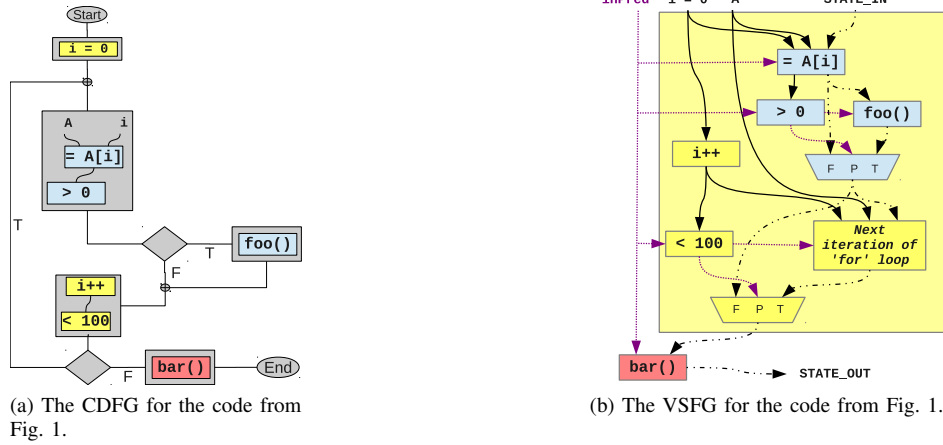 Start
i = 0
A i
= A[i]
> 0
T
T
foo()
F
i++
< 100
F
bar()
End
(a) The CDFG for the code from
Fig. 1.
STATE_IN
= A[i]
> 0
foo()
i++
F P T
< 100
Next
iteration of
'for' loop
F P T
bar()
STATE_OUT
(b) The VSFG for the code from Fig. 1.